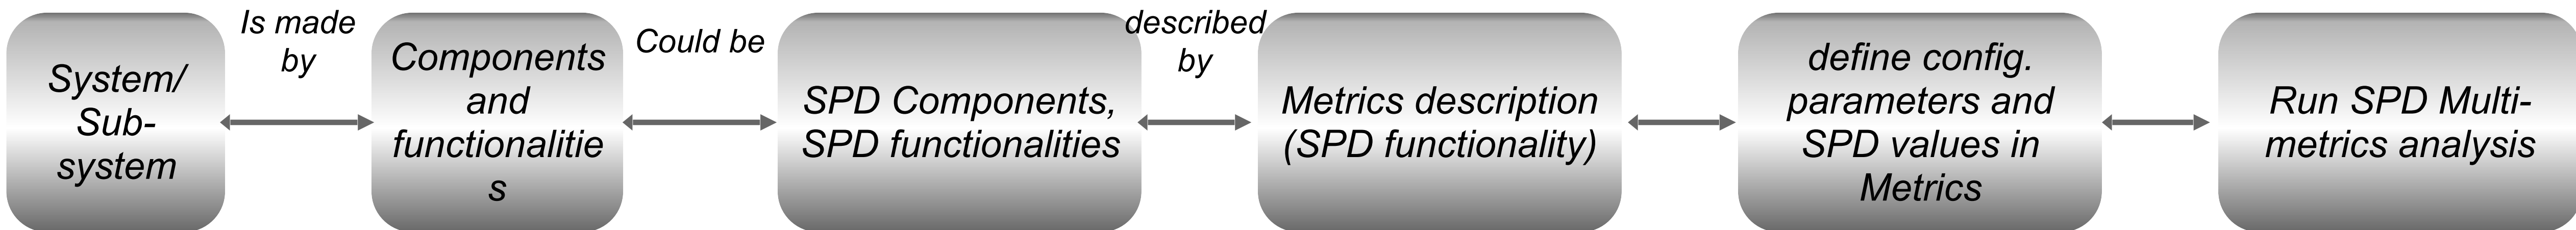 System/
Sub-
system
Is made
by
Components
and
functionalitie
s
Could be
SPD Components,
SPD functionalities
described
by
Metrics description
(SPD functionality)
define config.
parameters and
SPD values in
Metrics
Run SPD Multi-
metrics analysis